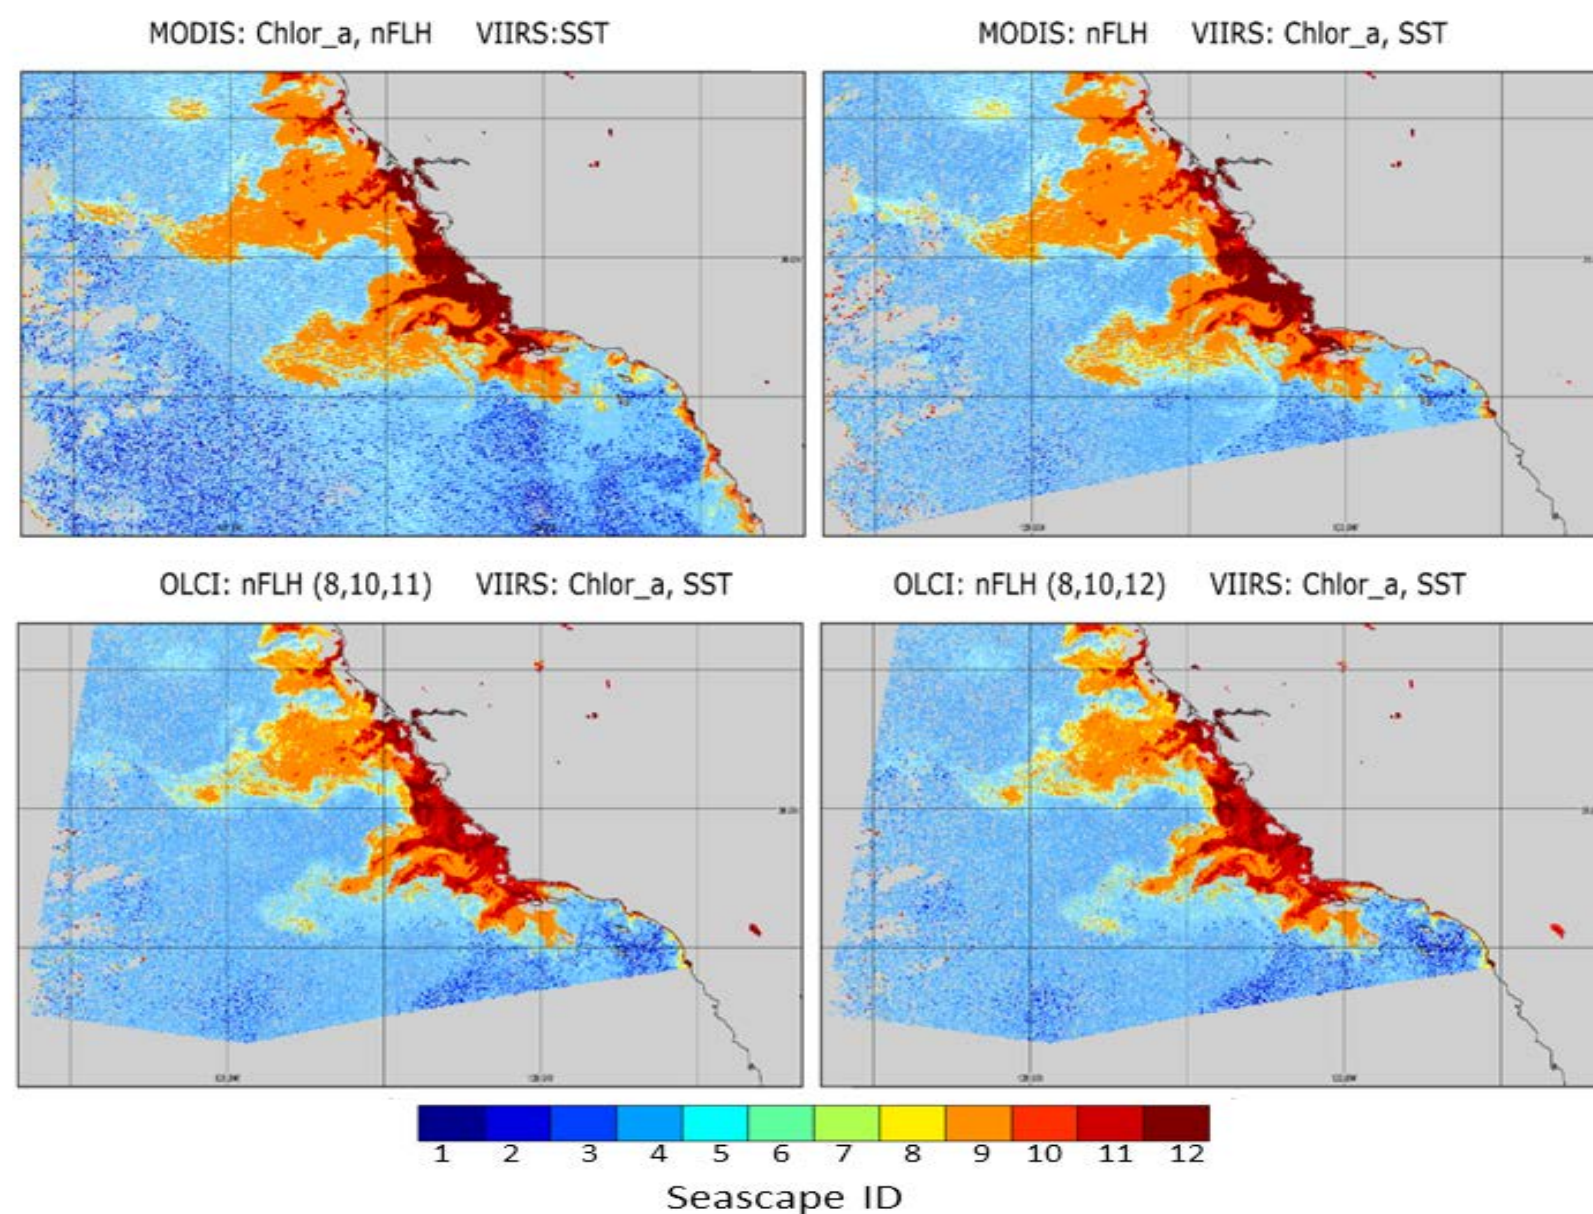 MODIS: Chlor_a, nFLH VIIRS:SST
MODIS: nFLH VIIRS: Chlor_a, SST
OLCI: nFLH (8,10,11) VIIRS: Chlor_a, SST
OLCI: nFLH (8,10,12) VIIRS: Chlor_a, SST
1 2 3 4 5 6 7 8 9 10 11 12
Seascape ID